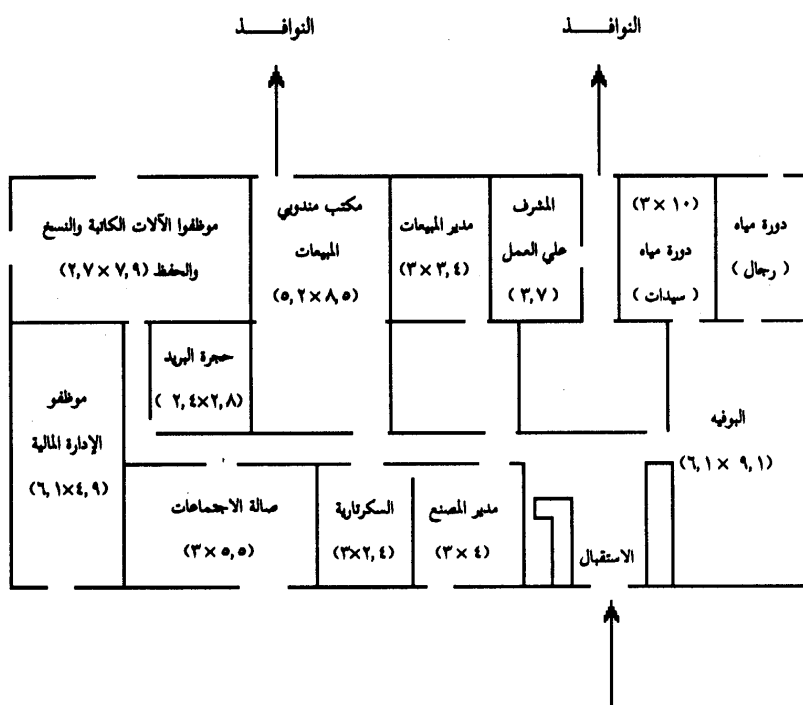 النوافـــــذ
النوافـــــذ
دورة مياه
( رجال )
(٣ × ١٠)
دورة مياه
( سيدات )
المشرف
علي العمل
( ٣,٧ )
مدير المبيعات
(٣ × ٣,٤)
مكتب مندوبي
المبيعات
(٥,٢ × ٨,٥)
موظفوا الآلات الكاتبة والنسخ
والحفظ (٢,٧ × ٧,٩)
حجرة البريد
( ٢,٤×٢,٨)
موظفو
الإدارة المالية
(٦,١×٤,٩)
البوفيه
(٦,١ × ٩,١)
الاستقبال
مدير المصنع
(٣ × ٤)
السكرتارية
(٣×٢,٤)
صالة الاجتماعات
(٣ × ٥,٥)